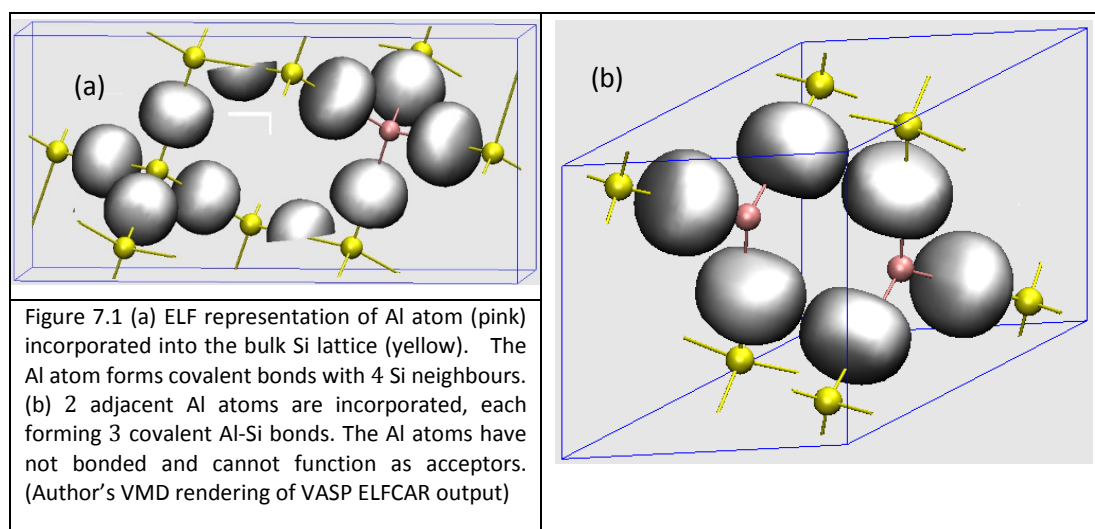 (a)
(b)
Figure 7.1 (a) ELF representation of Al atom (pink)
incorporated into the bulk Si lattice (yellow). The
Al atom forms covalent bonds with 4 Si neighbours.
(b) 2 adjacent Al atoms are incorporated, each
forming 3 covalent Al-Si bonds. The Al atoms have
not bonded and cannot function as acceptors.
(Author's VMD rendering of VASP ELFCAR output)